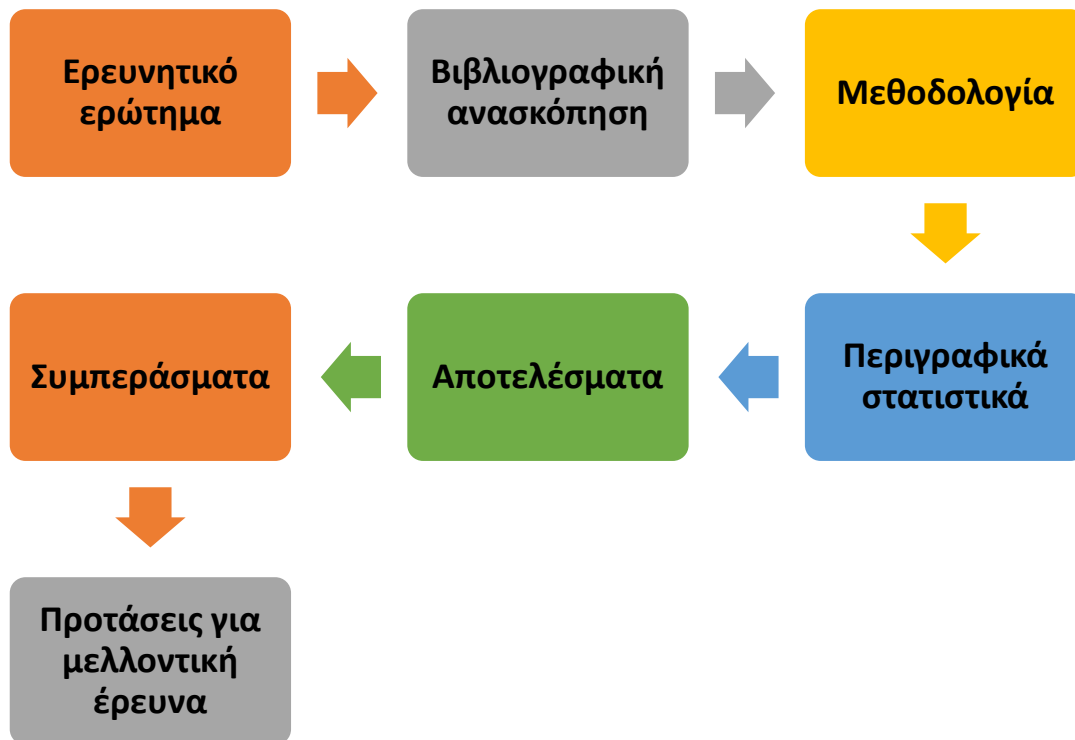 Ερευνητικό
ερώτημα
Βιβλιογραφική
ανασκόπηση
Μεθοδολογία
Περιγραφικά
στατιστικά
Αποτελέσματα
Συμπεράσματα
Προτάσεις για
μελλοντική
έρευνα